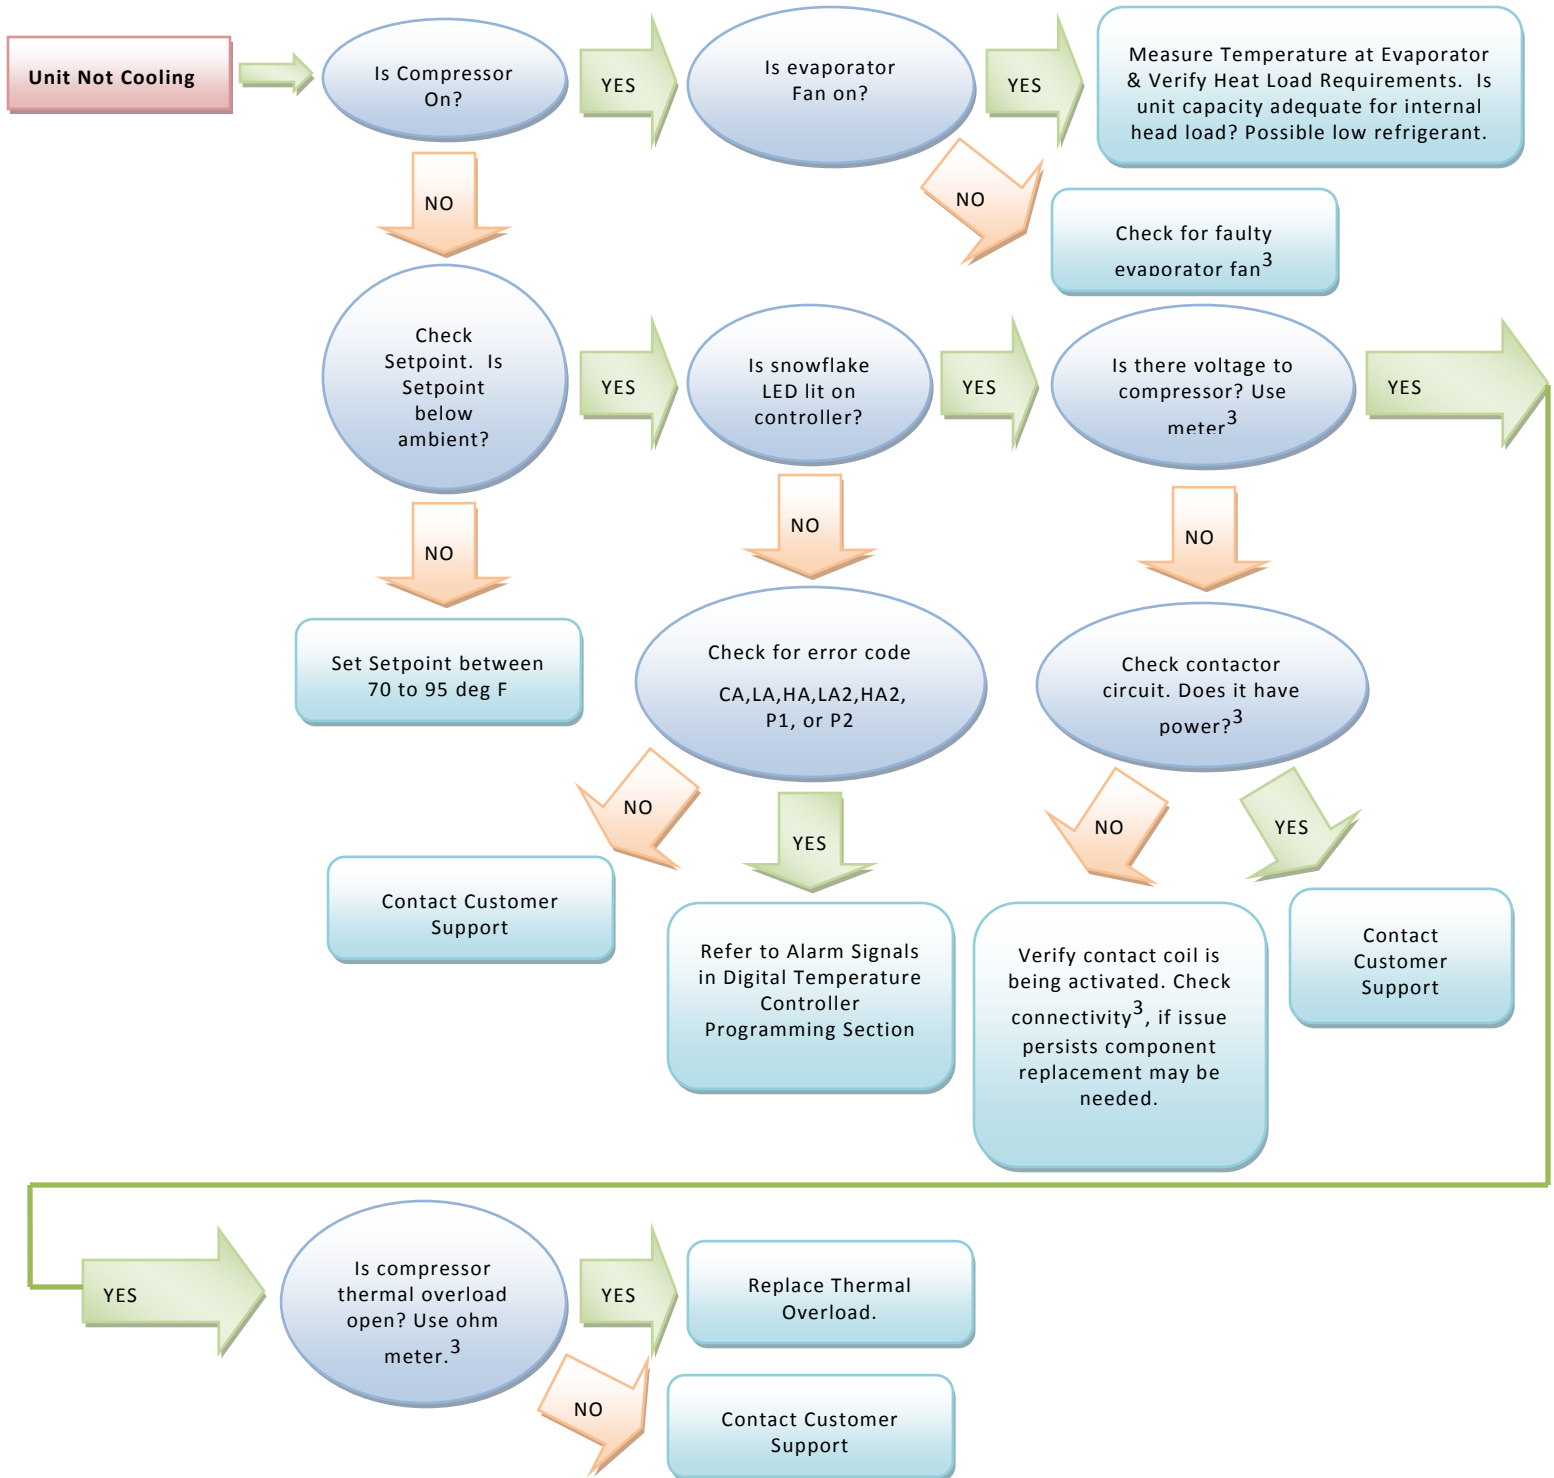 Unit Not Cooling
Is Compressor
On?
YES
Is evaporator
Fan on?
YES
Measure Temperature at Evaporator
& Verify Heat Load Requirements.  Is
unit capacity adequate for internal
head load? Possible low refrigerant.
NO
NO
Check for faulty
evaporator fan3
Check
Setpoint.  Is
Setpoint
below
ambient?
YES
Is snowflake
LED lit on
controller?
YES
Is there voltage to
compressor? Use
meter3
YES
NO
NO
NO
Set Setpoint between
70 to 95 deg F
Check for error code
CA,LA,HA,LA2,HA2,
P1, or P2
Check contactor
circuit. Does it have
power?3
NO
YES
NO
YES
Contact Customer
Support
Refer to Alarm Signals
in Digital Temperature
Controller
Programming Section
Verify contact coil is
being activated. Check
connectivity3, if issue
persists component
replacement may be
needed.
Contact
Customer
Support
YES
Is compressor
thermal overload
open? Use ohm
meter.3
YES
Replace Thermal
Overload.
NO
Contact Customer
Support